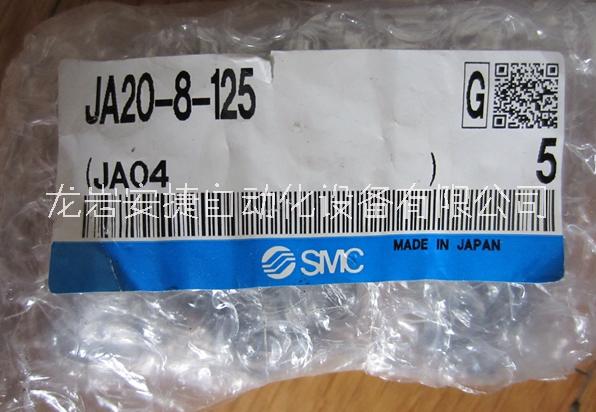 JA20-8-125
G
(JA04 )
5
龙岩安捷自动化设备有限公司
SMC
MADE IN JAPAN